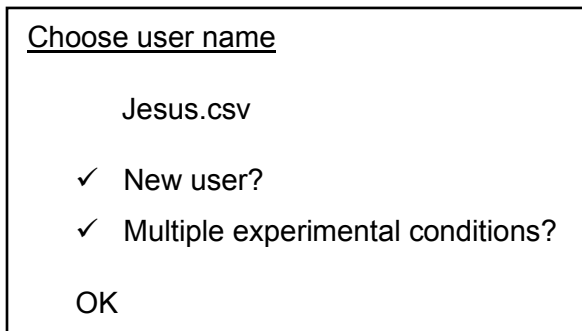 Choose user name
Jesus.csv
✓ New user?
✓ Multiple experimental conditions?
OK